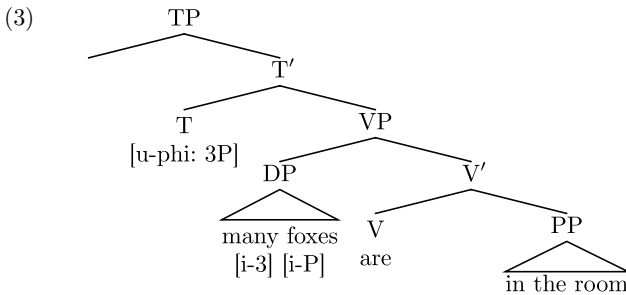 (3)
TP
T′
T
VP
[u-phi: 3P]
DP
V′
many foxes
V
PP
[i-3] [i-P]
are
in the room